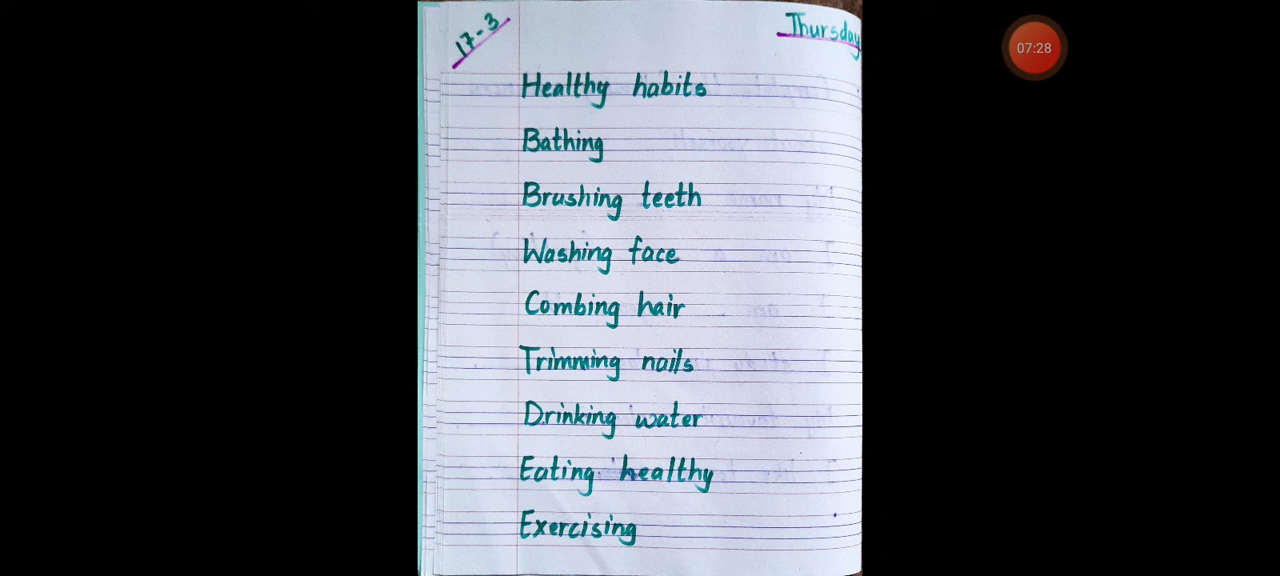 17-3
Thursday
07:28
Healthy habits
Bathing
Brushing teeth
Washing face
Combing hair
Trimming nails
Drinking water
Eating healthy
Exercising